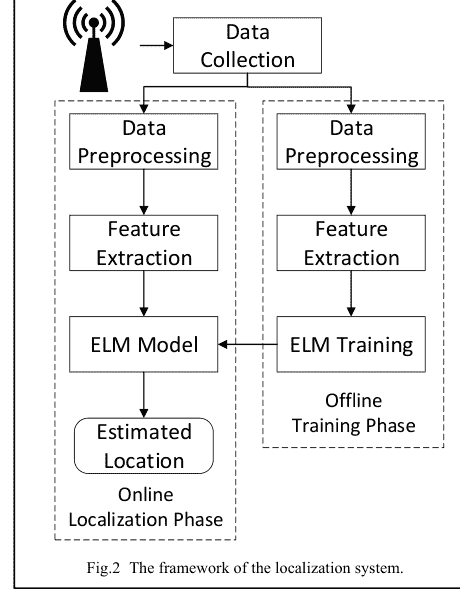 Data
Collection
Data
Preprocessing
Data
Preprocessing
Feature
Extraction
Feature
Extraction
ELM Model
ELM Training
Estimated
Location
Offline
Training Phase
Online
Localization Phase
Fig.2 The framework of the localization system.